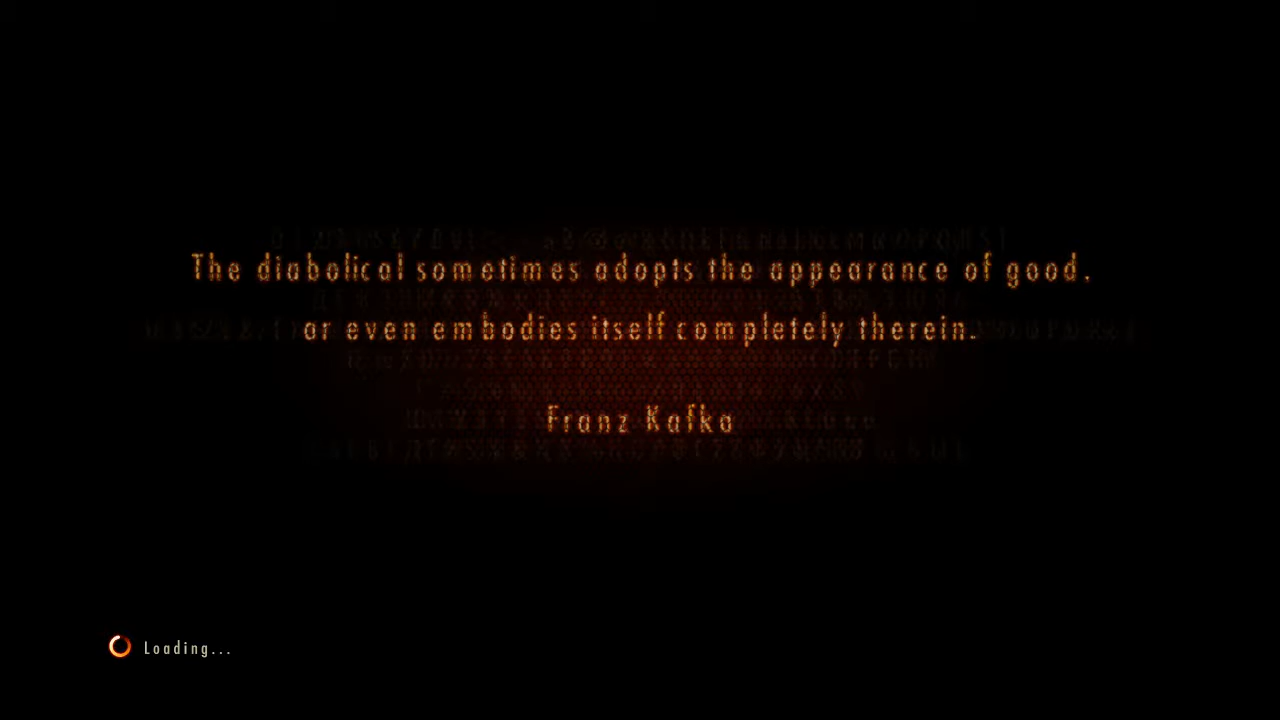 The diabolical sometimes adopts the appearance of good.
or even embodies itself completely therein.
Franz Kafka
Loading...